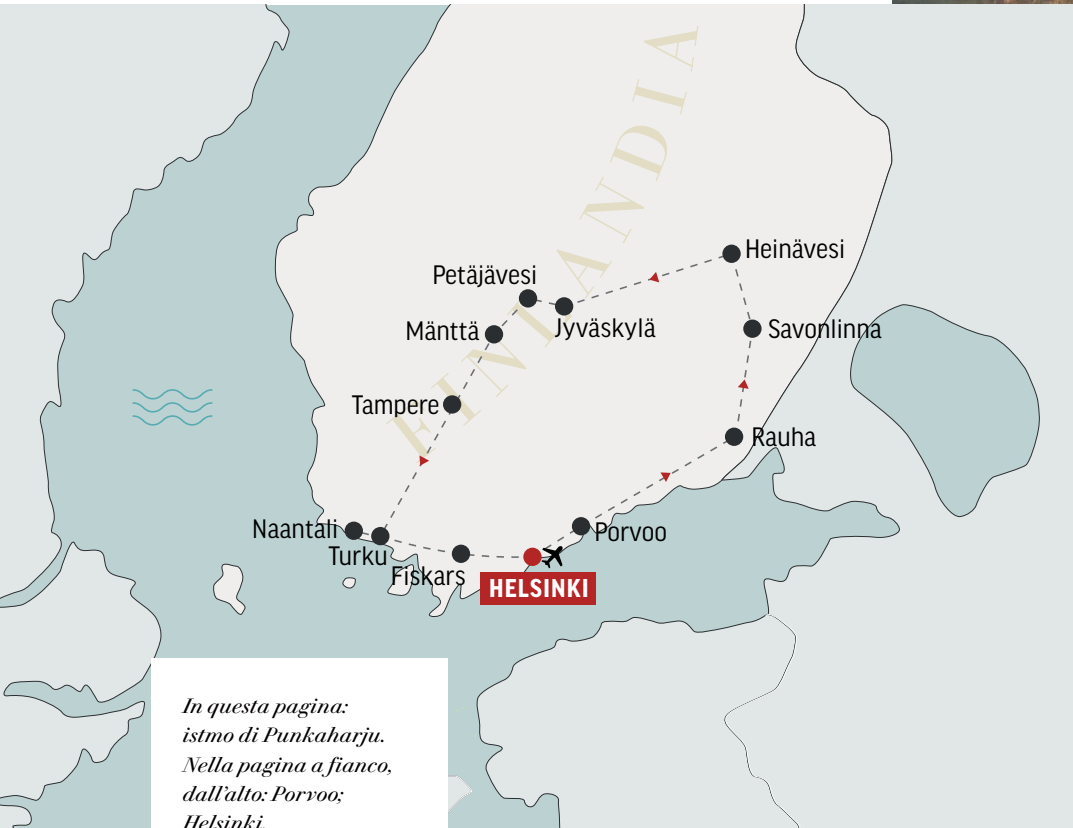 FINLANDIA
Heinävesi
Petäjävesi
Jyväskylä
Mänttä
Savonlinna
Tampere
Rauha
Naantali
Turku
Porvoo
Fiskars
HELSINKI
In questa pagina:
istmo di Punkaharju.
Nella pagina a fianco,
dall'alto: Porvoo;
Helsinki.